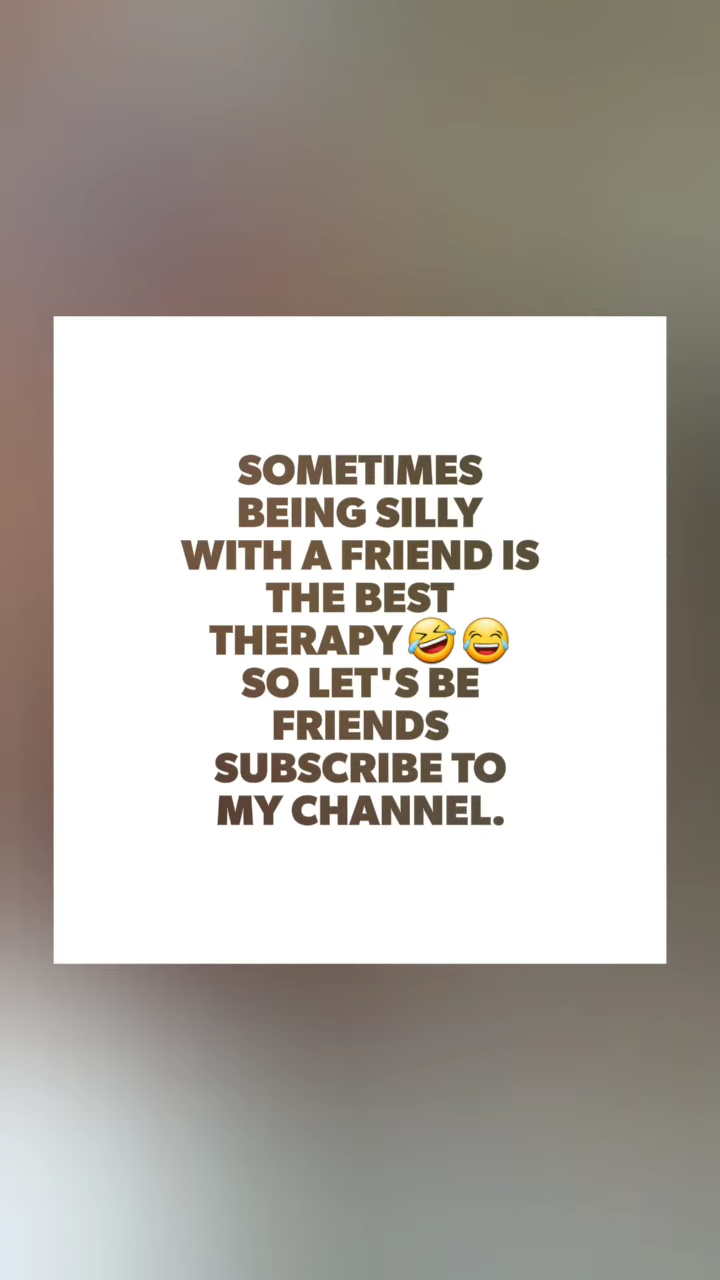 SOMETIMES
BEING SILLY
WITH A FRIEND IS
THE BEST
THERAPY🤣😂
SO LET'S BE
FRIENDS
SUBSCRIBE TO
MY CHANNEL.